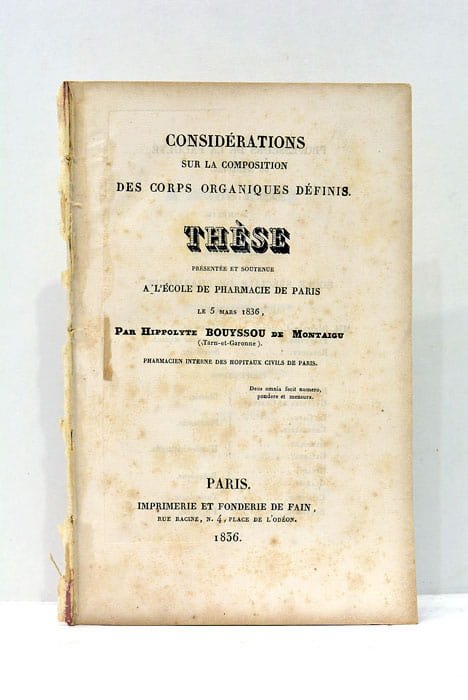 CONSIDÉRATIONS
SUR LA COMPOSITION
DES CORPS ORGANIQUES DÉFINIS.
THÈSE
PRÉSENTÉE ET SOUTENUE
A L'ÉCOLE DE PHARMACIE DE PARIS
LE 5 MARS 1836,
PAR HIPPOLYTE BOUYSSOU DE MONTAIGU
(Tarn-et-Garonne).
PHARMACIEN INTERNE DES HOPITAUX CIVILS DE PARIS.
Deus omnia fecit numero,
pondere et mensura.
PARIS.
IMPRIMERIE ET FONDERIE DE FAIN,
RUE RACINE, N. 4, PLACE DE L'ODÉON.
1836.